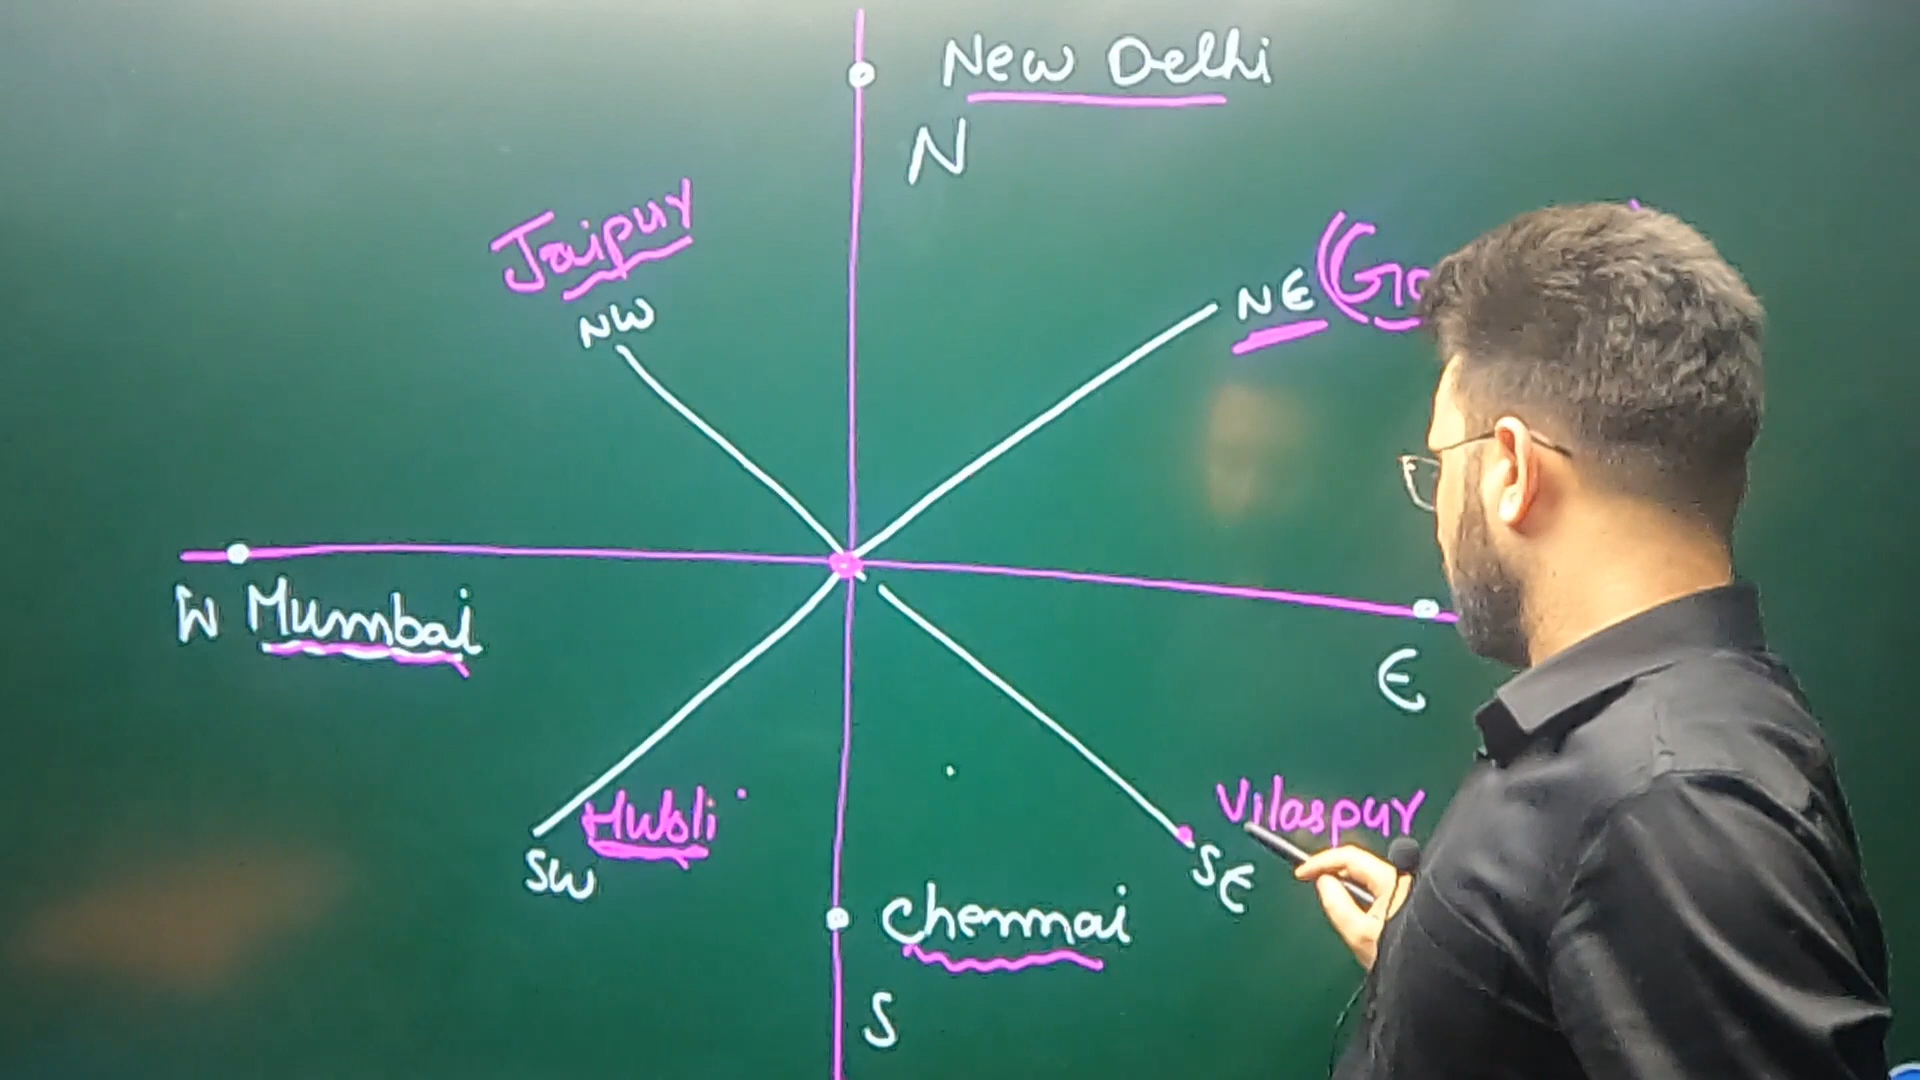 New Delhi
N
Jaipur
NW
NE
W Mumbai
E
Hubli
Vilaspur
SW
SE
Chennai
S